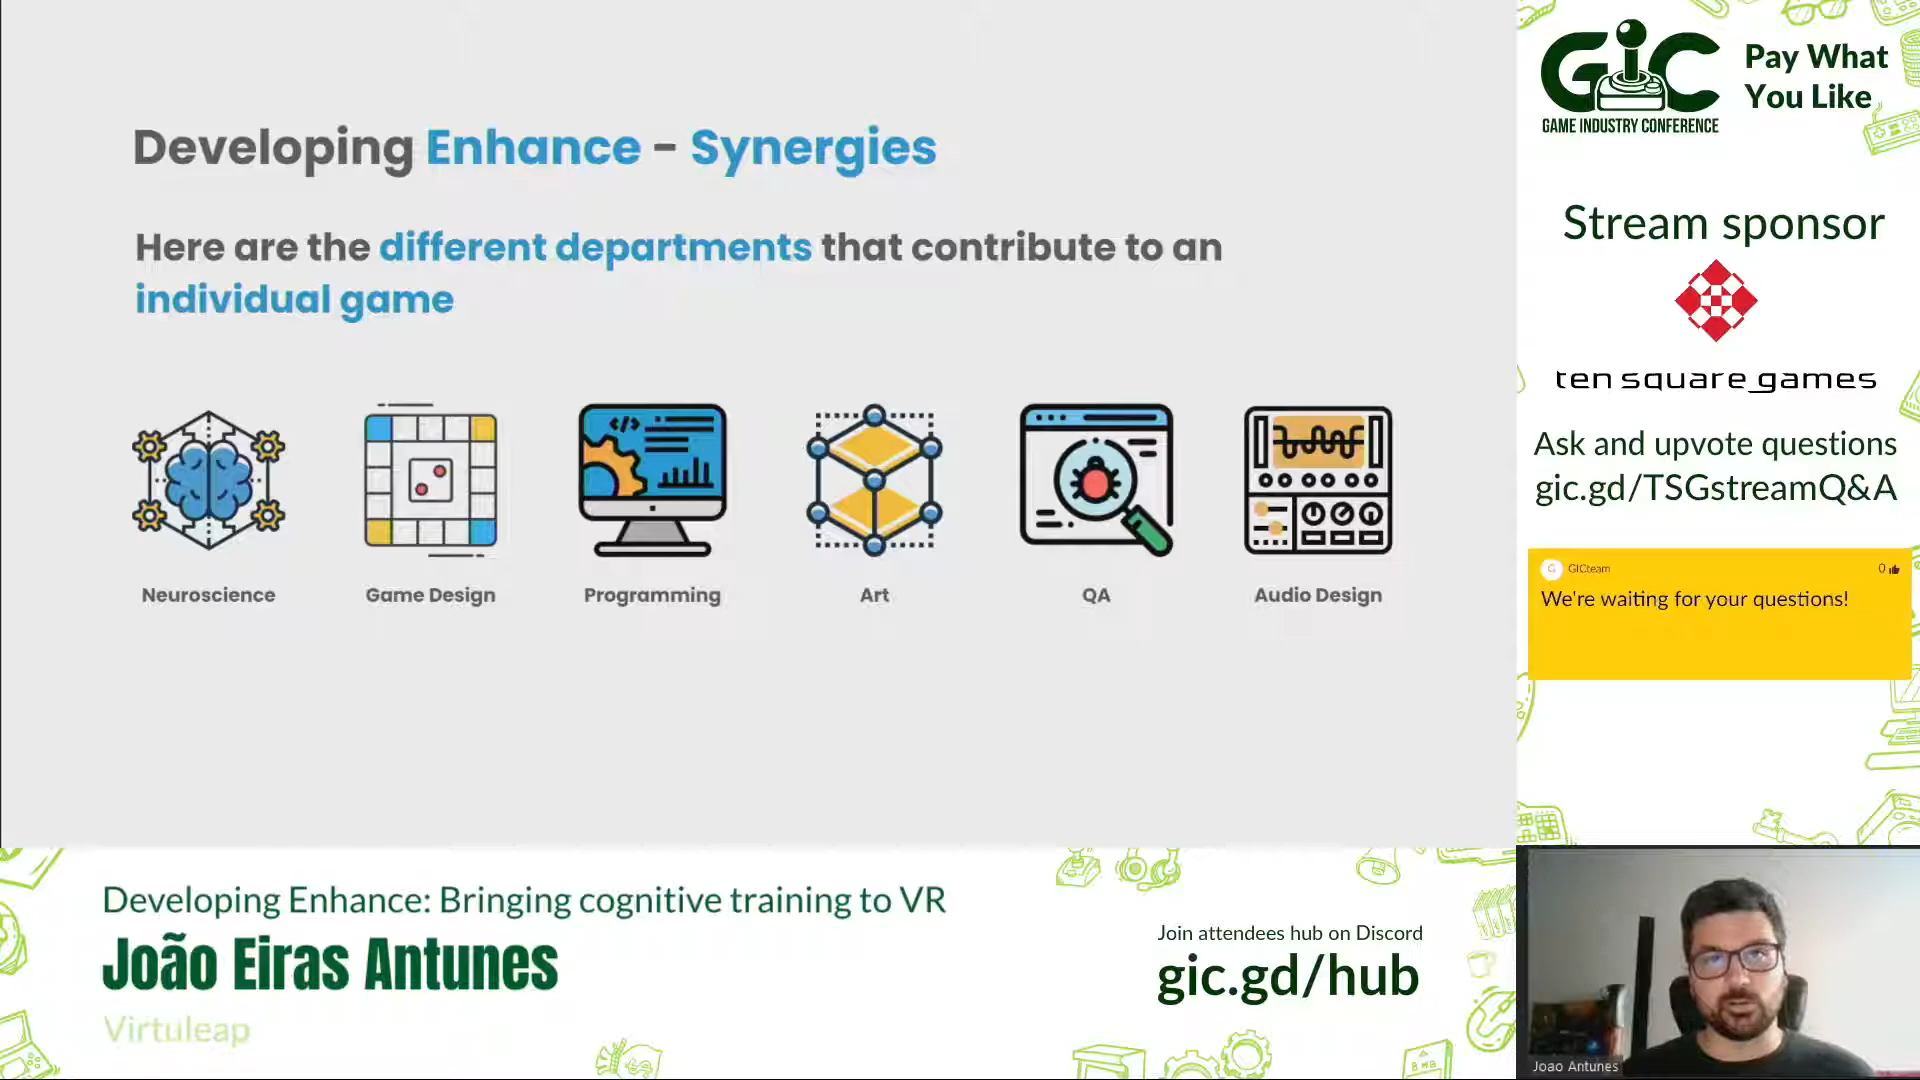 Developing Enhance - Synergies
Here are the different departments that contribute to an
individual game
</>
Neuroscience
Game Design
Programming
Art
QA
Audio Design
GIC
GAME INDUSTRY CONFERENCE
Pay What
You Like
Stream sponsor
ten square games
Ask and upvote questions
gic.gd/TSGstreamQ&A
G
GICteam
0
We're waiting for your questions!
Developing Enhance: Bringing cognitive training to VR
João Eiras Antunes
Virtuleap
Join attendees hub on Discord
gic.gd/hub
Joao Antunes